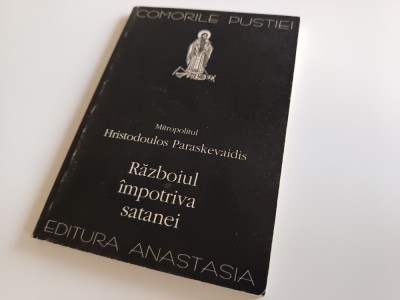 COMORILE PUSTIEI
Mitropolitul
Hristodoulos Paraskevaidis
Războiul
împotriva
satanei
EDITURA ANASTASIA